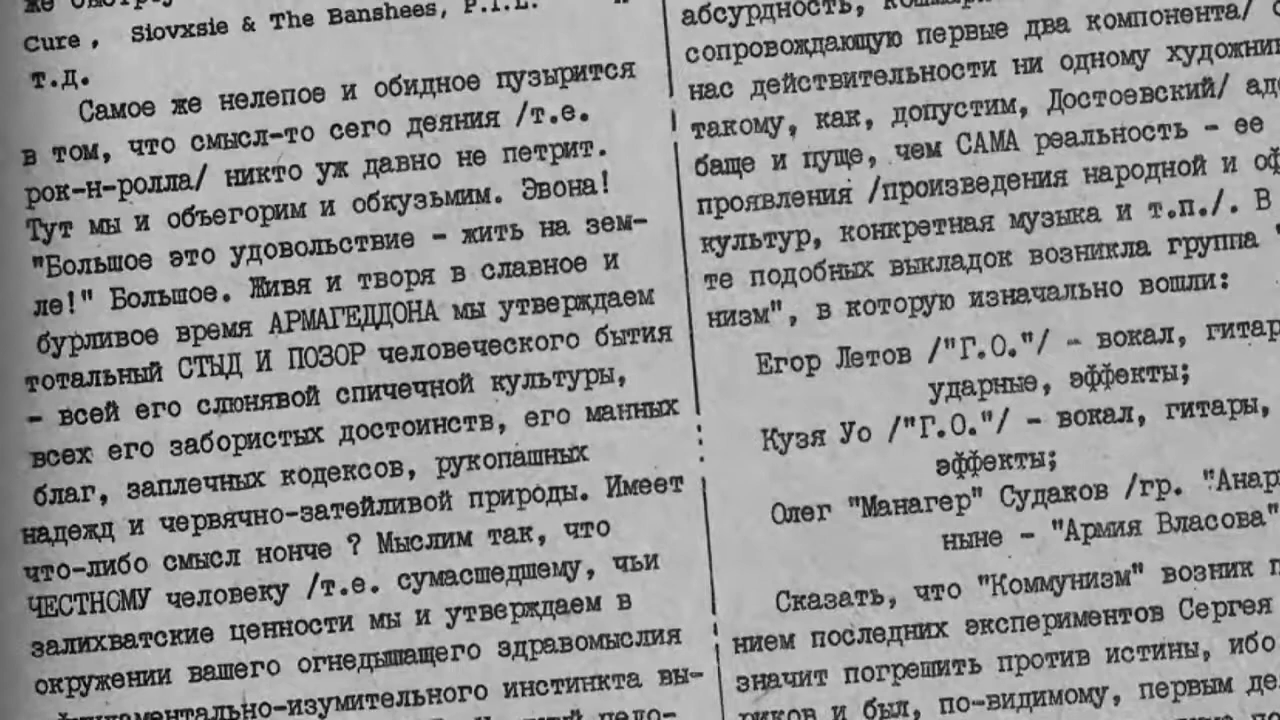 Cure, Siovxsie & The Banshees, P.I.L.
т.д.
Самое же нелепое и обидное пузырится
в том, что смысл-то сего деяния /т.е.
рок-н-ролла/ никто уж давно не петрит.
Тут мы и объегорим и обкузьмим. Эвона!
"Большое это удовольствие - жить на зем-
ле!" Большое. Живя и творя в славное и
бурливое время АРМАГЕДДОНА мы утверждаем
тотальный СТЫД И ПОЗОР человеческого бытия
- всей его слюнявой спичечной культуры,
всех его забористых достоинств, его манных
благ, заплечных кодексов, рукопашных
надежд и червячно-затейливой природы. Имеет
что-либо смысл нонче ? Мыслим так, что
ЧЕСТНОМУ человеку /т.е. сумасшедшему, чьи
залихватские ценности мы и утверждаем в
окружении вашего огнедышащего здравомыслия
-изумительного инстинкта вы-
абсурдность,
сопровождающую первые два компонента/
нас действительности ни одному художни
такому, как, допустим, Достоевский/ аде
баще и пуще, чем САМА реальность - ее
проявления /произведения народной и оф
культур, конкретная музыка и т.п./. В
те подобных выкладок возникла группа "
низм", в которую изначально вошли:
Егор Летов /"Г.О."/ - вокал, гитар
ударные, эффекты;
Кузя Уо /"Г.О."/ - вокал, гитары,
эффекты;
Олег "Манагер" Судаков /гр. "Анар
ныне - "Армия Власова"
Сказать, что "Коммунизм" возник п
нием последних экспериментов Сергея
значит погрешить против истины, ибо
риков и был, по-видимому, первым де